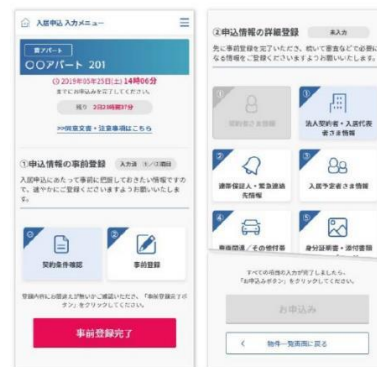 入居申込 入力メニュー
貸アパート
〇〇アパート 201
2019年05年25日(土) 14時06分
までにお申込みを完了してください。
残り 2日20時間37分
>>同意文書・注意事項はこちら
①申込情報の事前登録
入居申込にあたって事前に把握しておきたい情報ですの
で、速やかにご登録くださいますようお願いいたしま
す。
①
契約条件確認
②
事前登録
登録内容にお間違えが無いかご確認いただき、「事前登録完了ボ
タン」をクリックしてください。
事前登録完了
②申込情報の詳細登録 未入力
先に事前登録を完了いただき、続いて審査などで必要に
なる情報をご登録くださいますようお願いいたします。
①
契約者さま情報
①
法人契約者・入居代表
者さま情報
②
連帯保証人・緊急連絡
先情報
③
入居予定者さま情報
④
⑤
身分証画像・添付書類
すべての項目の入力が完了しましたら、
「お申込みボタン」をクリックしてください。
お申込み
< 物件一覧画面に戻る